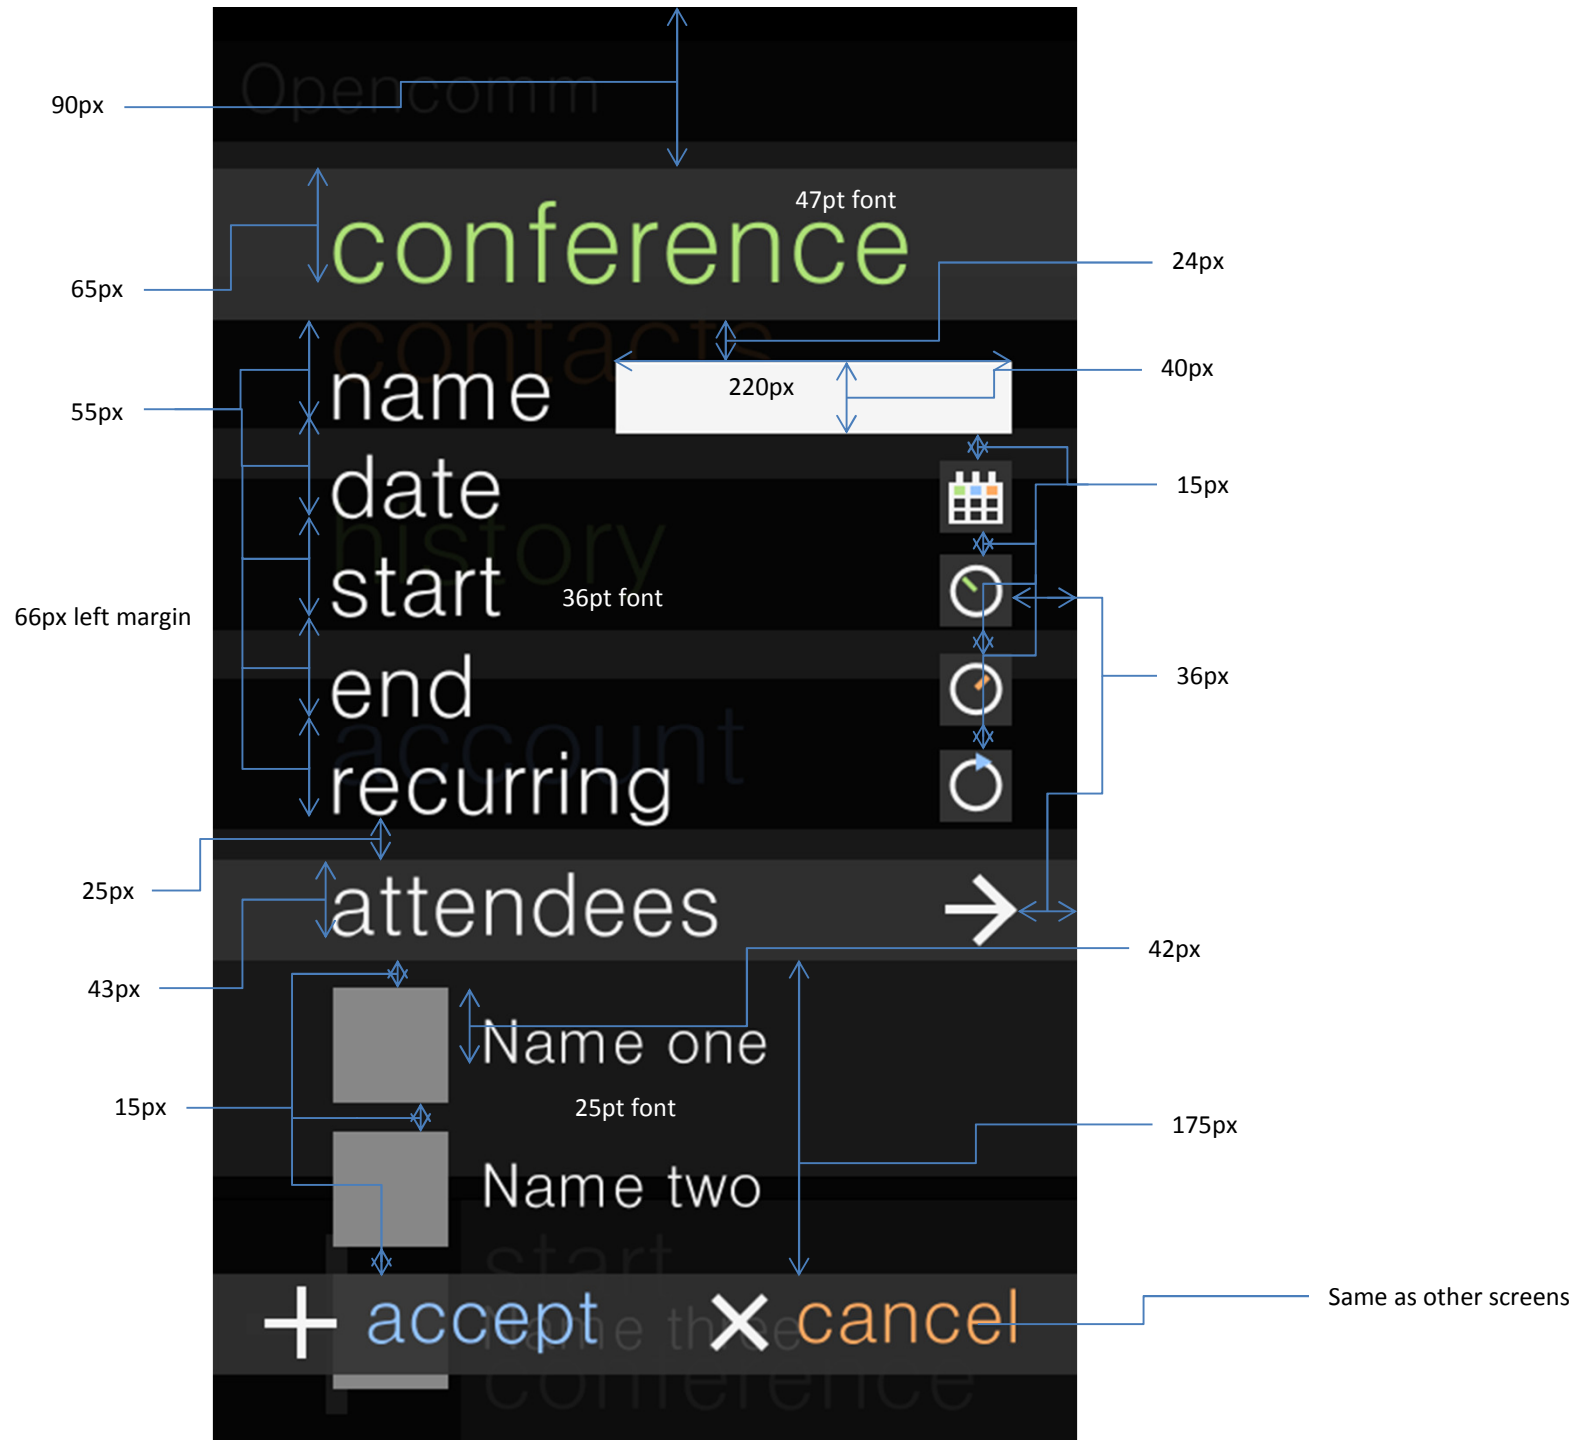 Opencomm
90px
47pt font
conference
24px
65px
contacts
40px
220px
name
55px
date
15px
history
start
36pt font
66px left margin
end
36px
account
recurring
25px
attendees
42px
43px
Name one
15px
25pt font
175px
Name two
start
Same as other screens
accept
cancel
Name three
conference